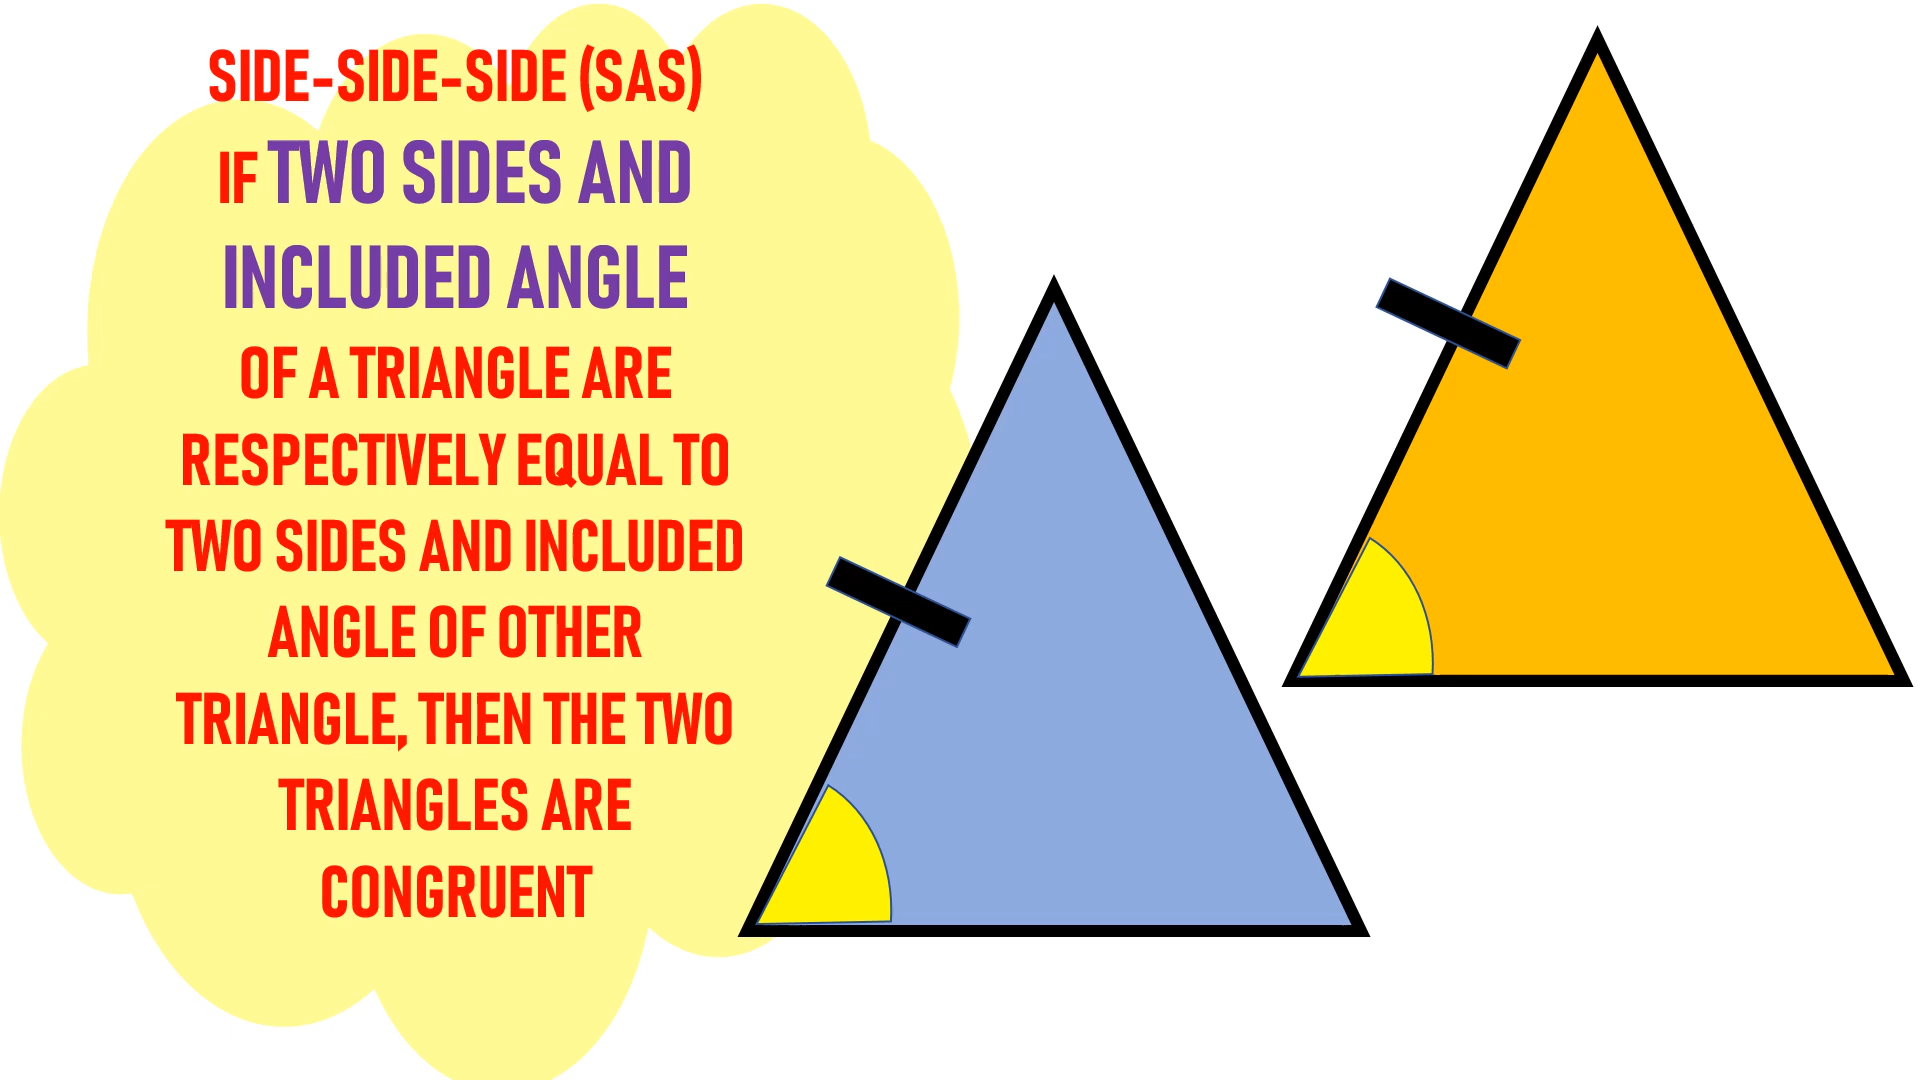 SIDE-SIDE-SIDE (SAS)
IF TWO SIDES AND
INCLUDED ANGLE
OF A TRIANGLE ARE
RESPECTIVELY EQUAL TO
TWO SIDES AND INCLUDED
ANGLE OF OTHER
TRIANGLE, THEN THE TWO
TRIANGLES ARE
CONGRUENT